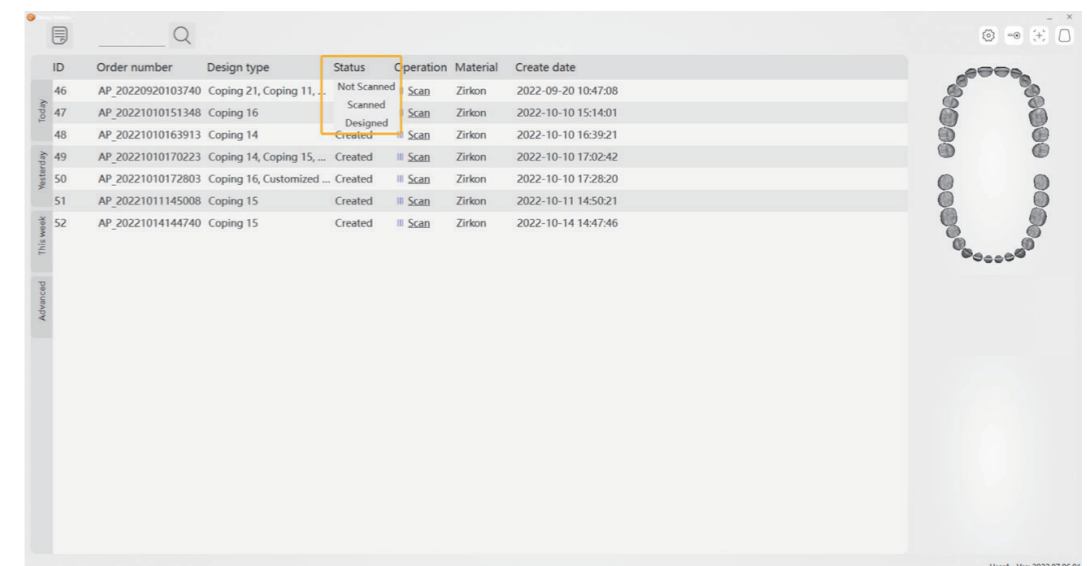 ID Order number Design type Status Operation Material Create date
Not Scanned
Scanned
Designed
46 AP_20220920103740 Coping 21, Coping 11, ... Scan Zirkon 2022-09-20 10:47:08
47 AP_20221010151348 Coping 16 Scan Zirkon 2022-10-10 15:14:01
48 AP_20221010163913 Coping 14 Created Scan Zirkon 2022-10-10 16:39:21
49 AP_20221010170223 Coping 14, Coping 15, ... Created Scan Zirkon 2022-10-10 17:02:42
50 AP_20221010172803 Coping 16, Customized ... Created Scan Zirkon 2022-10-10 17:28:20
51 AP_20221011145008 Coping 15 Created Scan Zirkon 2022-10-11 14:50:21
52 AP_20221014144740 Coping 15 Created Scan Zirkon 2022-10-14 14:47:46
Today
Yesterday
This week
Advanced